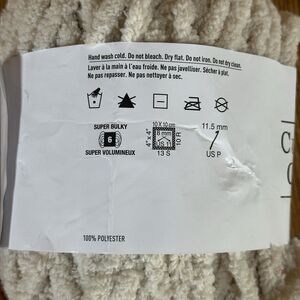 Hand wash cold. Do not bleach. Dry flat. Do not iron. Do not dry clean.
Laver à la main à l'eau froide. Ne pas javelliser. Sécher à plat.
Ne pas repasser. Ne pas nettoyer à sec.
SUPER BULKY
6
SUPER VOLUMINEUX
10 X 10 cm
4" x 4"
8 mm
10 R
13 S
11.5 mm
US P
100% POLYESTER